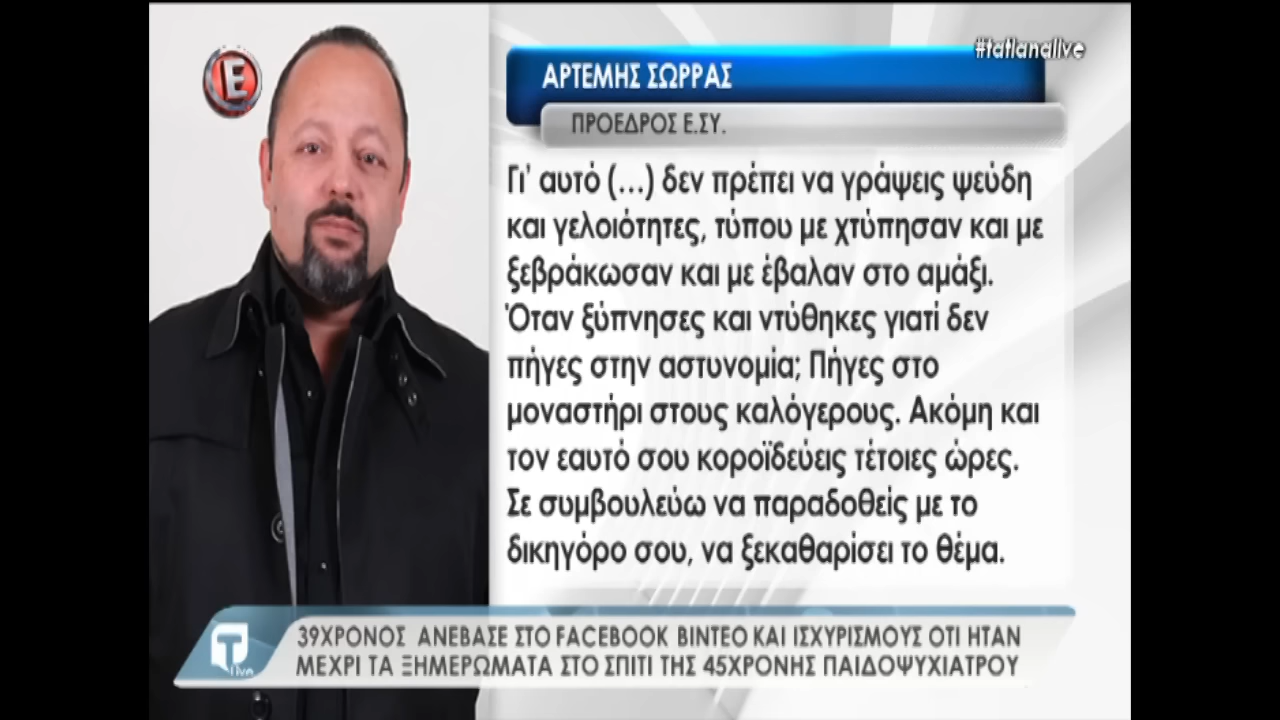 #tatianalive
E
ΑΡΤΕΜΗΣ ΣΩΡΡΑΣ
ΠΡΟΕΔΡΟΣ Ε.ΣΥ.
Γι' αυτό (...) δεν πρέπει να γράψεις ψεύδη
και γελοιότητες, τύπου με χτύπησαν και με
ξεβράκωσαν και με έβαλαν στο αμάξι.
Όταν ξύπνησες και ντύθηκες γιατί δεν
πήγες στην αστυνομία; Πήγες στο
μοναστήρι στους καλόγερους. Ακόμη και
τον εαυτό σου κοροϊδεύεις τέτοιες ώρες.
Σε συμβουλεύω να παραδοθείς με το
δικηγόρο σου, να ξεκαθαρίσει το θέμα.
39ΧΡΟΝΟΣ ΑΝΕΒΑΣΕ ΣΤΟ FACEBOOK ΒΙΝΤΕΟ ΚΑΙ ΙΣΧΥΡΙΣΜΟΥΣ ΟΤΙ ΗΤΑΝ
ΜΕΧΡΙ ΤΑ ΞΗΜΕΡΩΜΑΤΑ ΣΤΟ ΣΠΙΤΙ ΤΗΣ 45ΧΡΟΝΗΣ ΠΑΙΔΟΨΥΧΙΑΤΡΟΥ
T
live